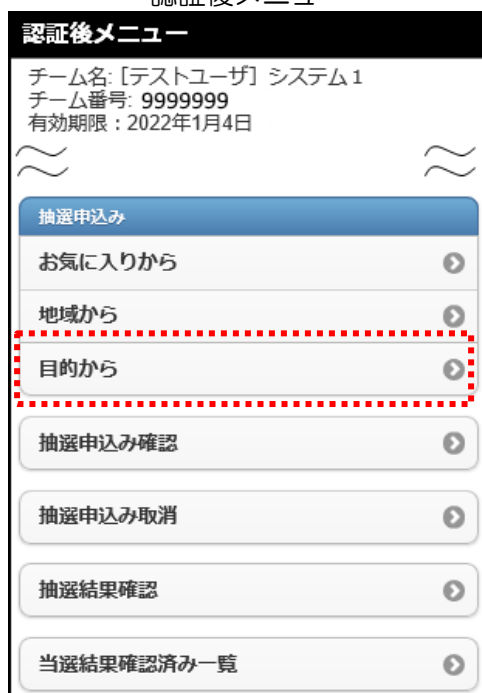 認証後メニュー
認証後メニュー
チーム名: [テストユーザ] システム１
チーム番号: 9999999
有効期限：2022年1月4日
抽選申込み
お気に入りから
地域から
目的から
抽選申込み確認
抽選申込み取消
抽選結果確認
当選結果確認済み一覧